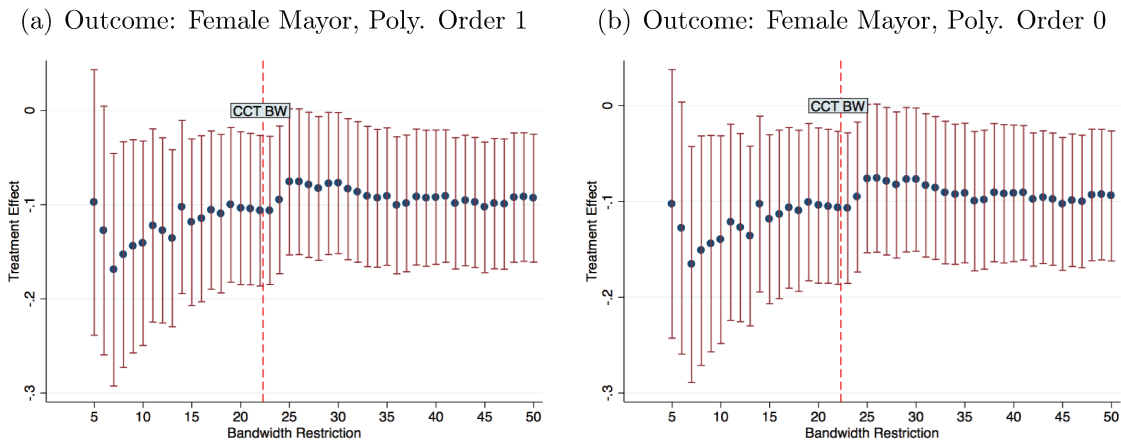 (a) Outcome: Female Mayor, Poly. Order 1
0
-.1
-.2
-.3
Treatment Effect
CCT BW
5 10 15 20 25 30 35 40 45 50
Bandwidth Restriction
(b) Outcome: Female Mayor, Poly. Order 0
0
-.1
-.2
-.3
Treatment Effect
CCT BW
5 10 15 20 25 30 35 40 45 50
Bandwidth Restriction